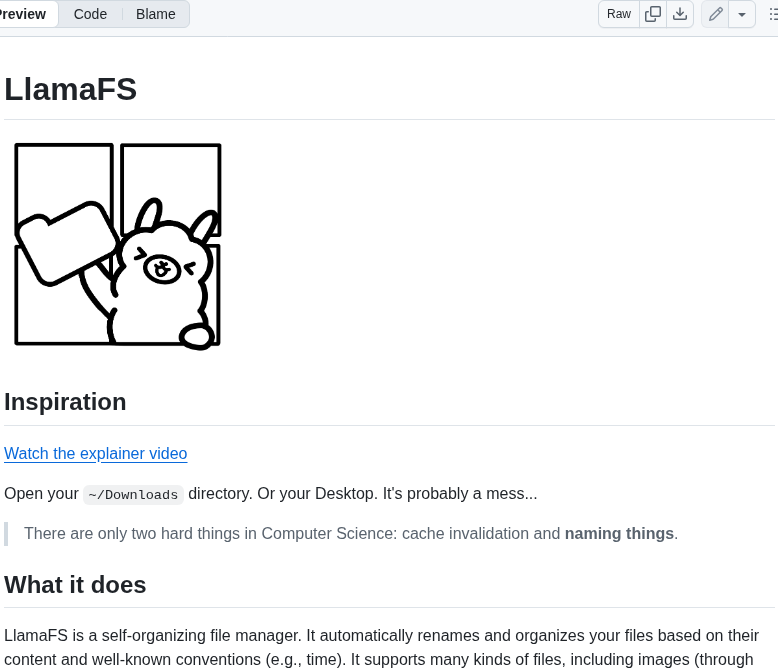 Preview Code Blame Raw
LlamaFS
Inspiration
Watch the explainer video
Open your ~/Downloads directory. Or your Desktop. It's probably a mess...
There are only two hard things in Computer Science: cache invalidation and naming things.
What it does
LlamaFS is a self-organizing file manager. It automatically renames and organizes your files based on their
content and well-known conventions (e.g., time). It supports many kinds of files, including images (through